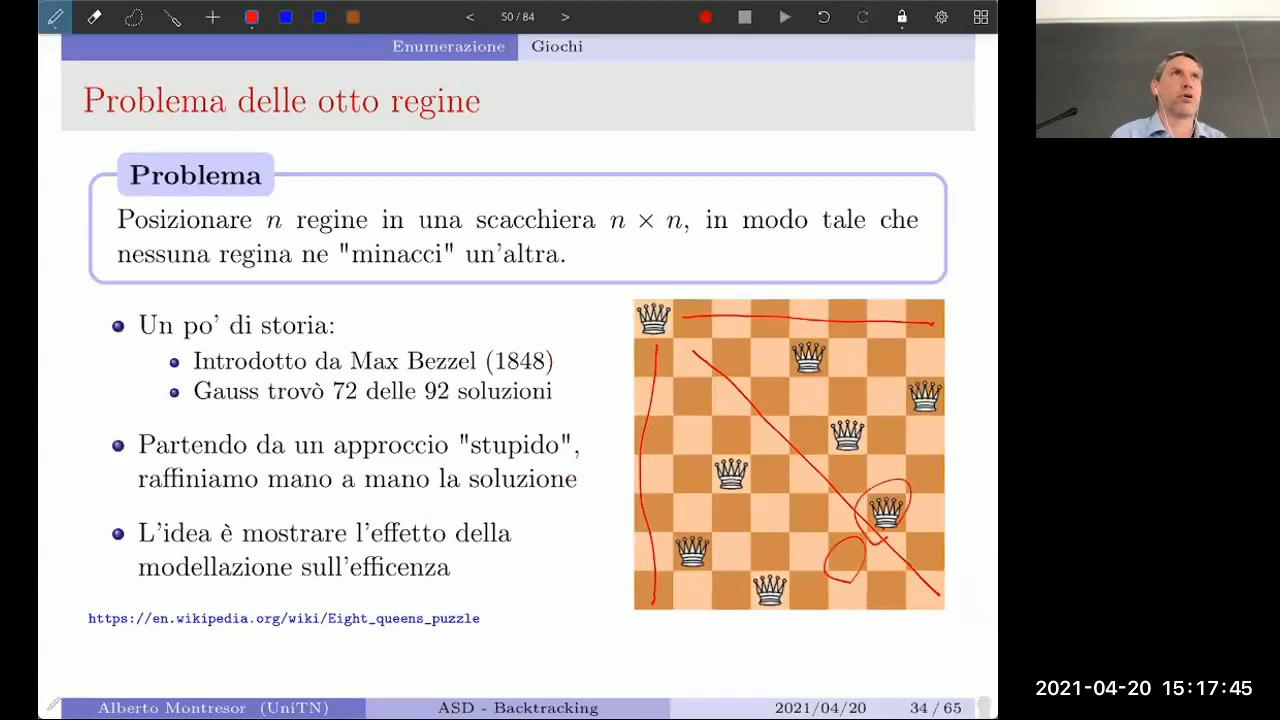 50 / 84
Enumerazione Giochi
Problema delle otto regine
Problema
Posizionare n regine in una scacchiera n × n, in modo tale che
nessuna regina ne "minacci" un'altra.
Un po' di storia:
Introdotto da Max Bezzel (1848)
Gauss trovò 72 delle 92 soluzioni
Partendo da un approccio "stupido",
raffiniamo mano a mano la soluzione
L'idea è mostrare l'effetto della
modellazione sull'efficenza
https://en.wikipedia.org/wiki/Eight_queens_puzzle
Alberto Montresor (UniTN) ASD - Backtracking 2021/04/20 34 / 65
2021-04-20 15:17:45